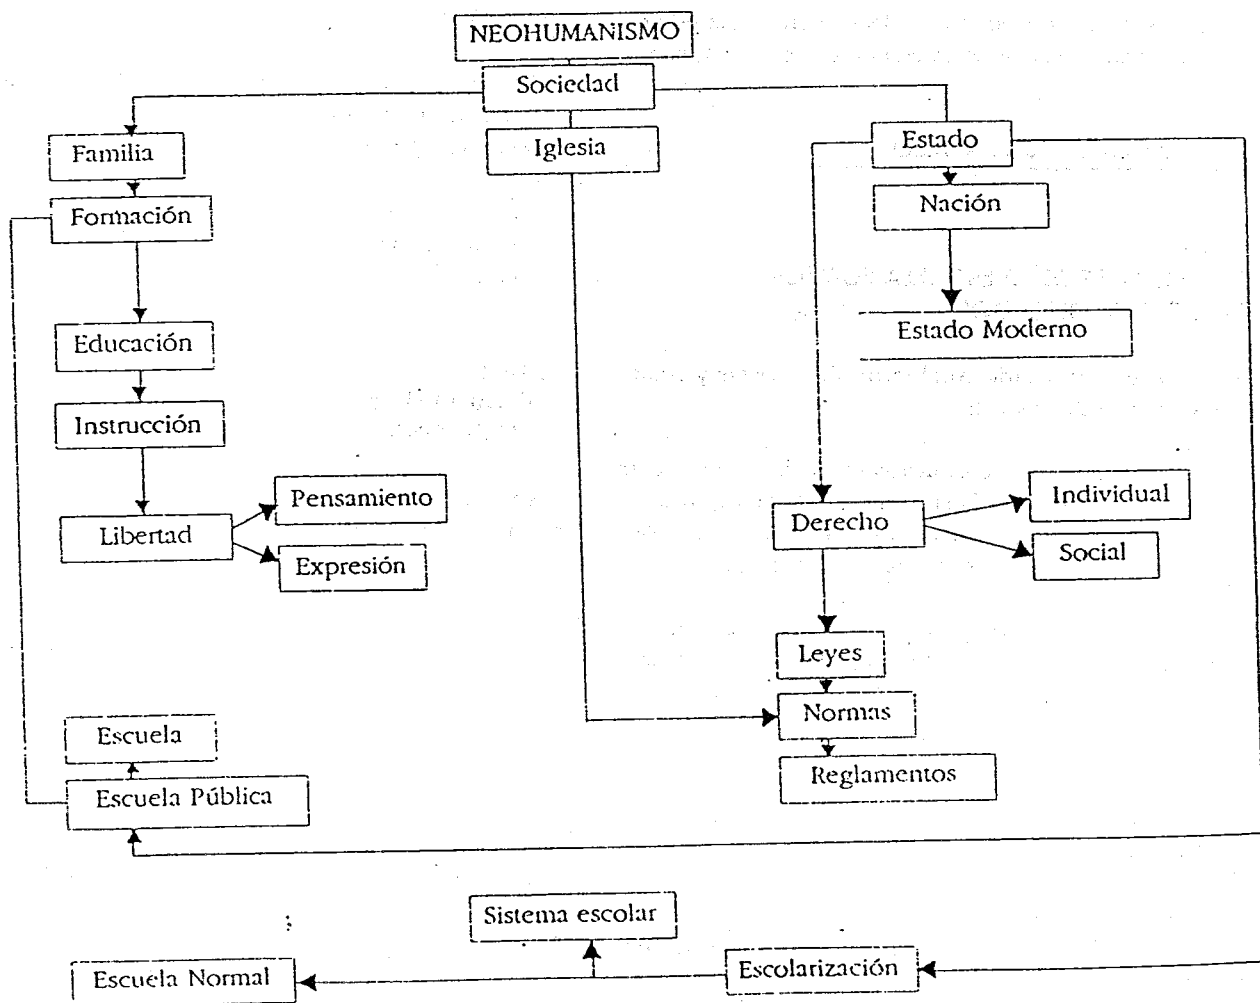 NEOHUMANISMO
Sociedad
Familia
Iglesia
Estado
Formación
Nación
Educación
Estado Moderno
Instrucción
Pensamiento
Libertad
Expresión
Individual
Derecho
Social
Leyes
Normas
Reglamentos
Escuela
Escuela Pública
Sistema escolar
Escuela Normal
Escolarización